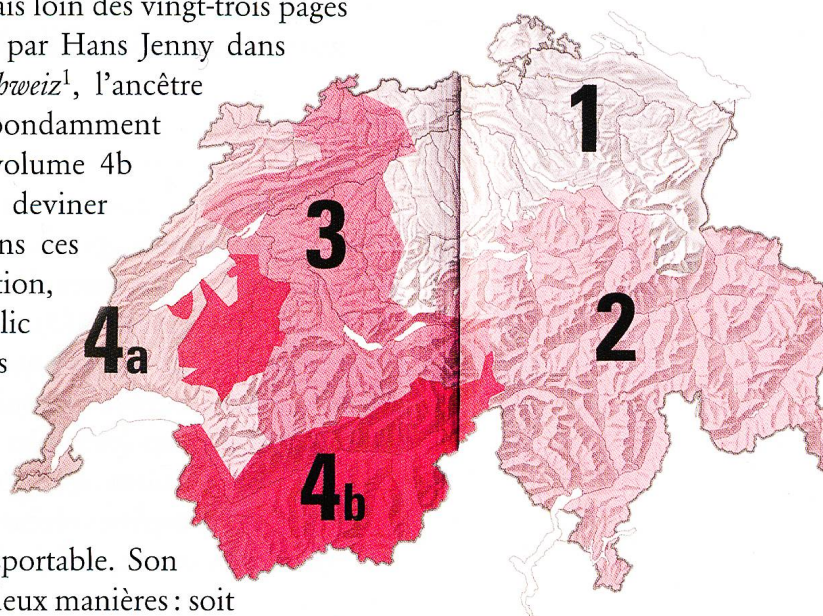 ais loin des vingt-trois pages
par Hans Jenny dans
hweiz¹, l'ancêtre
ondamment
volume 4b
deviner
ns ces
tion,
lic
s
portable. Son
eux manières : soit
1
3
2
4a
4b